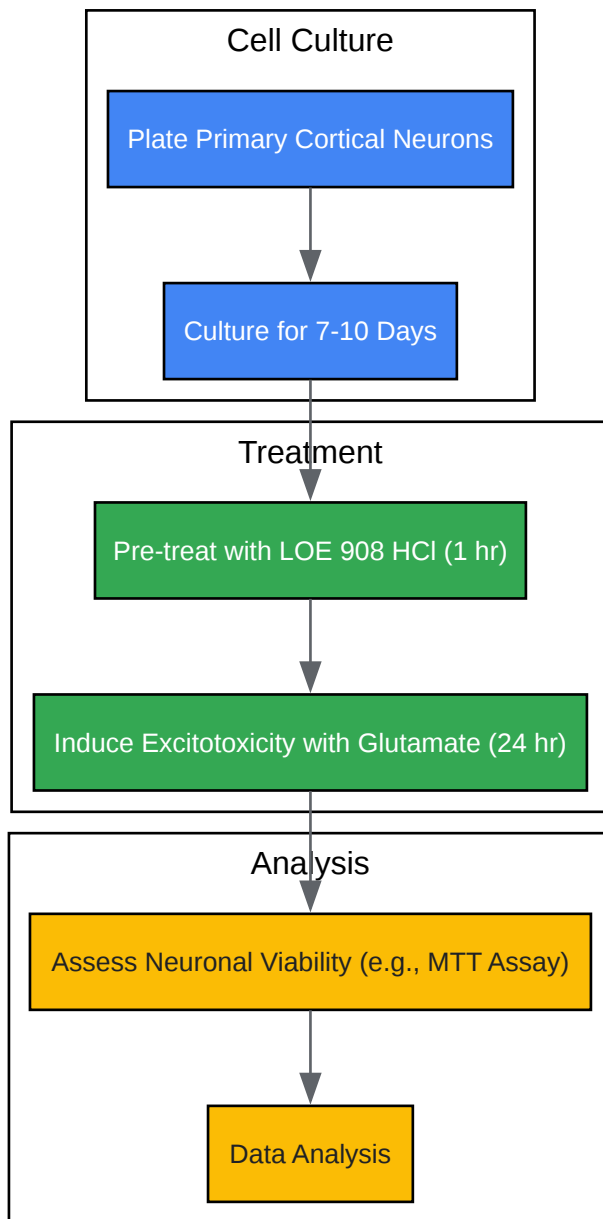 Cell Culture
Plate Primary Cortical Neurons
Culture for 7-10 Days
Treatment
Pre-treat with LOE 908 HCl (1 hr)
Induce Excitotoxicity with Glutamate (24 hr)
Analysis
Assess Neuronal Viability (e.g., MTT Assay)
Data Analysis